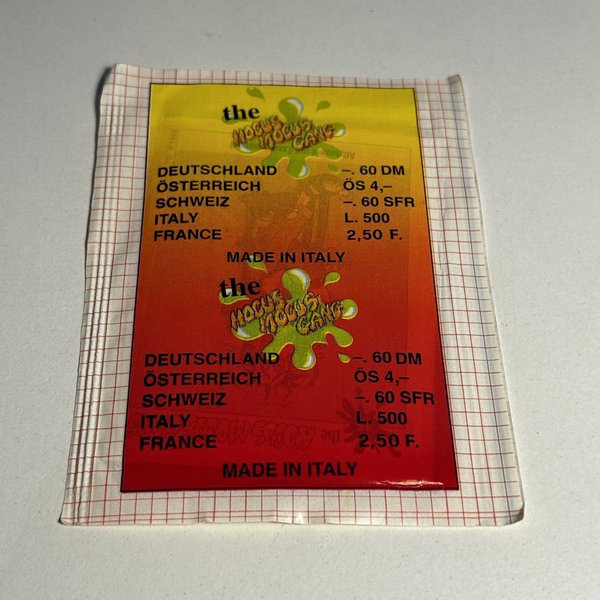 the
HOCUS
MOCUS
GANG
DEUTSCHLAND –. 60 DM
ÖSTERREICH ÖS 4,–
SCHWEIZ –. 60 SFR
ITALY L. 500
FRANCE 2,50 F.
MADE IN ITALY
the
HOCUS
MOCUS
GANG
DEUTSCHLAND –. 60 DM
ÖSTERREICH ÖS 4,–
SCHWEIZ –. 60 SFR
ITALY L. 500
FRANCE 2,50 F.
MADE IN ITALY